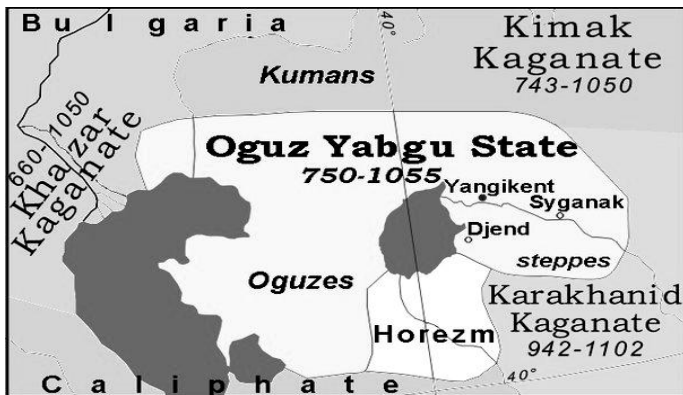 Bulgaria
40°
Kimak
Kaganate
743-1050
Kumans
660-1050
Khazar
Kaganate
Oguz Yabgu State
750-1055
Yangikent
Syganak
Djend
steppes
Oguzes
Karakhanid
Kaganate
942-1102
Horezm
40°
Caliphate